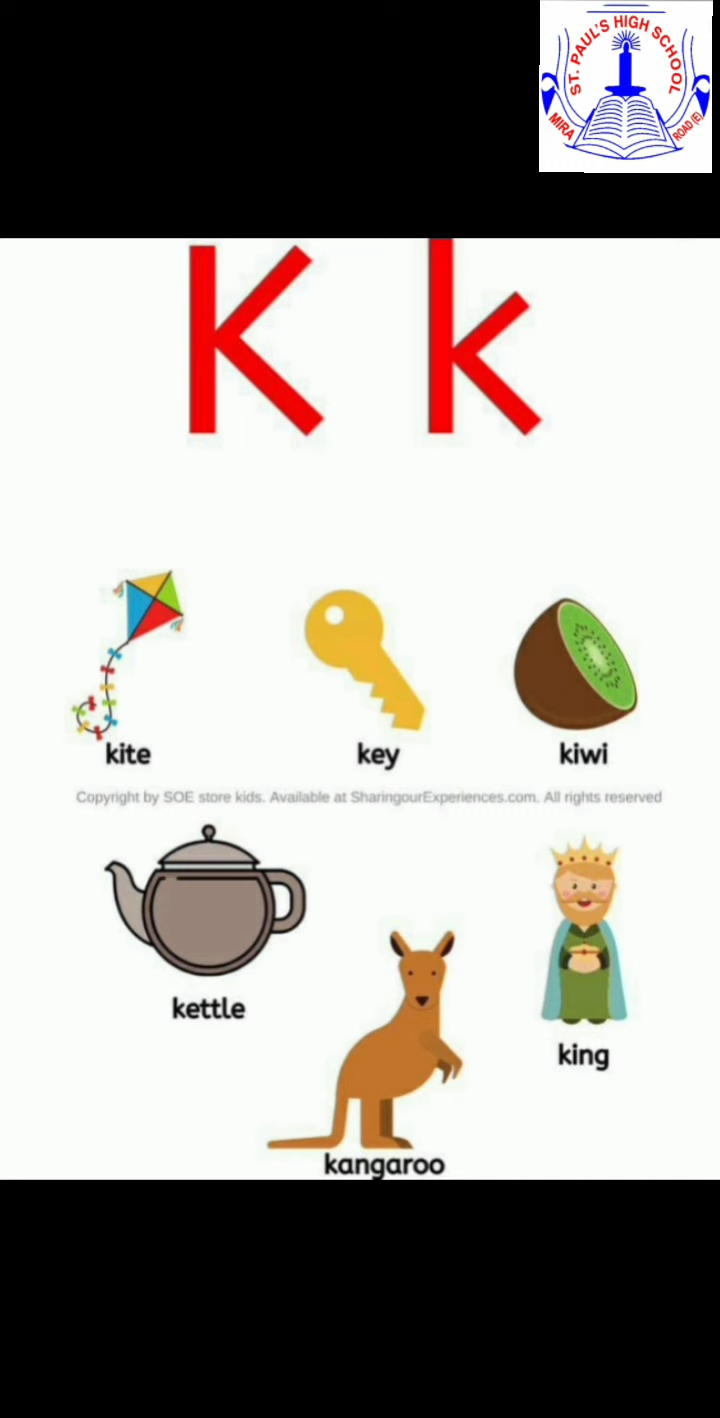 ST. PAUL'S HIGH SCHOOL
MIRA ROAD (E)
K k
kite key kiwi
Copyright by SOE store kids. Available at SharingourExperiences.com. All rights reserved
kettle
king
kangaroo